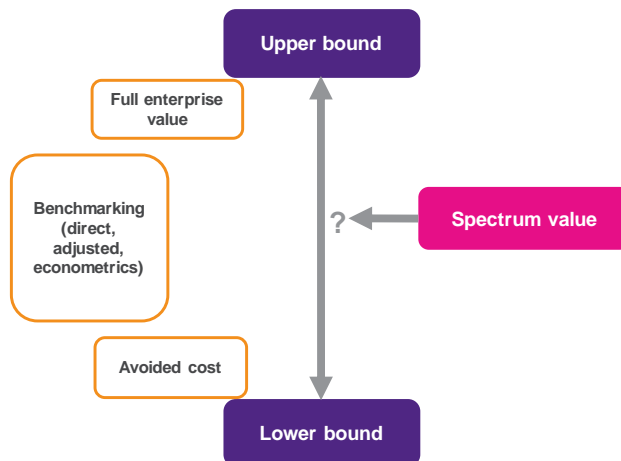 Upper bound
Full enterprise
value
Benchmarking
(direct,
adjusted,
econometrics)
?
Spectrum value
Avoided cost
Lower bound